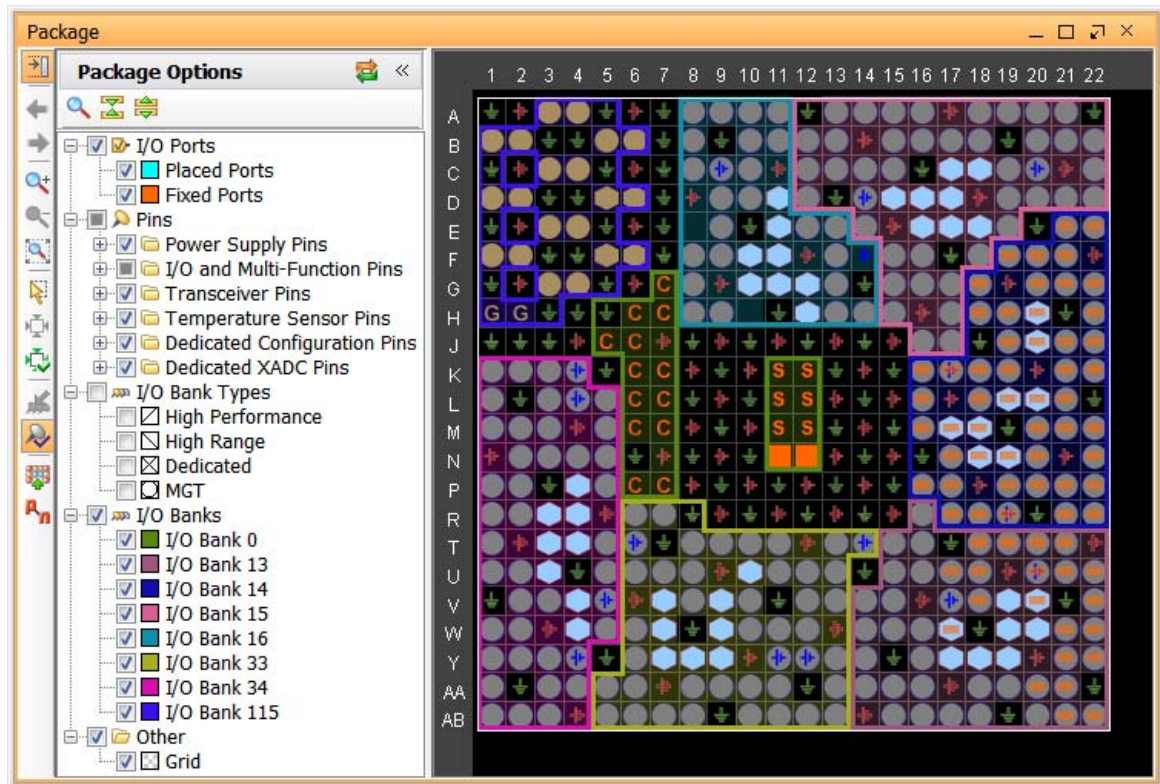 Package
Package Options
I/O Ports
Placed Ports
Fixed Ports
Pins
Power Supply Pins
I/O and Multi-Function Pins
Transceiver Pins
Temperature Sensor Pins
Dedicated Configuration Pins
Dedicated XADC Pins
I/O Bank Types
High Performance
High Range
Dedicated
MGT
I/O Banks
I/O Bank 0
I/O Bank 13
I/O Bank 14
I/O Bank 15
I/O Bank 16
I/O Bank 33
I/O Bank 34
I/O Bank 115
Other
Grid
1 2 3 4 5 6 7 8 9 10 11 12 13 14 15 16 17 18 19 20 21 22
A
B
C
D
E
F
G C
H G G C C
J C C
K C C S S
L C C S S
M C C S S
N C C
P C C
R
T
U
V
W
Y
AA
AB